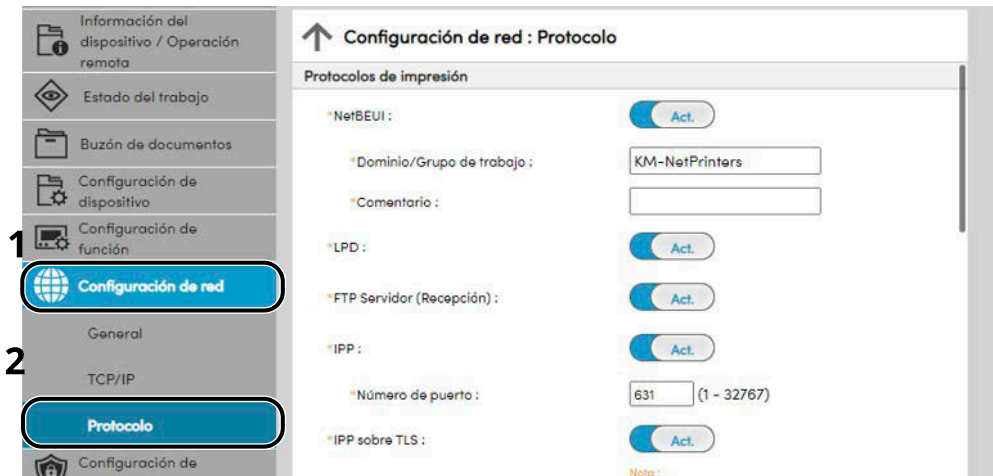 Información del
dispositivo / Operación
remota
Estado del trabajo
Buzón de documentos
Configuración de
dispositivo
Configuración de
función
1
Configuración de red
General
2
TCP/IP
Protocolo
Configuración de
Configuración de red : Protocolo
Protocolos de impresión
*NetBEUI : Act.
*Dominio/Grupo de trabajo : KM-NetPrinters
*Comentario :
*LPD : Act.
*FTP Servidor (Recepción) : Act.
*IPP : Act.
*Número de puerto : 631 (1 - 32767)
*IPP sobre TLS : Act.
Nota :